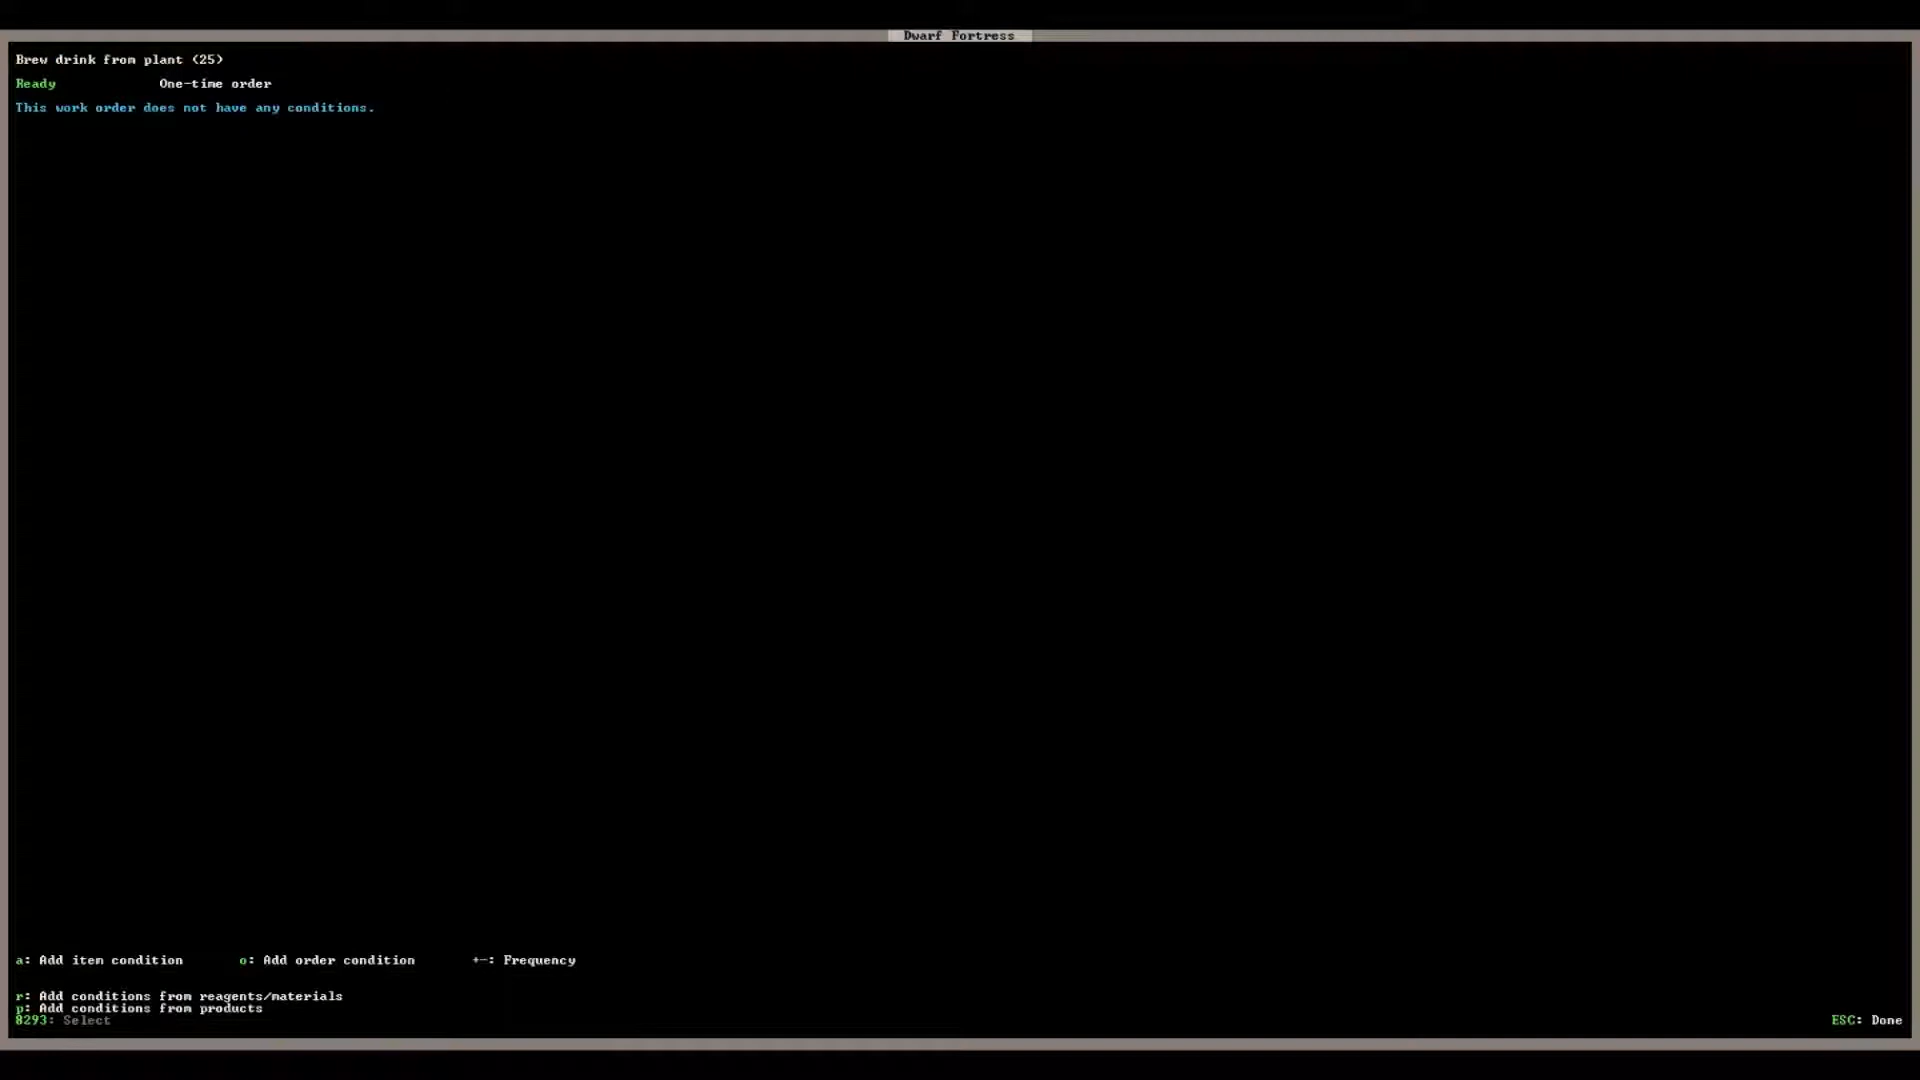 Dwarf Fortress
Brew drink from plant (25)
Ready One-time order
This work order does not have any conditions.
a: Add item condition o: Add order condition +-: Frequency
r: Add conditions from reagents/materials
p: Add conditions from products
8293: Select ESC: Done